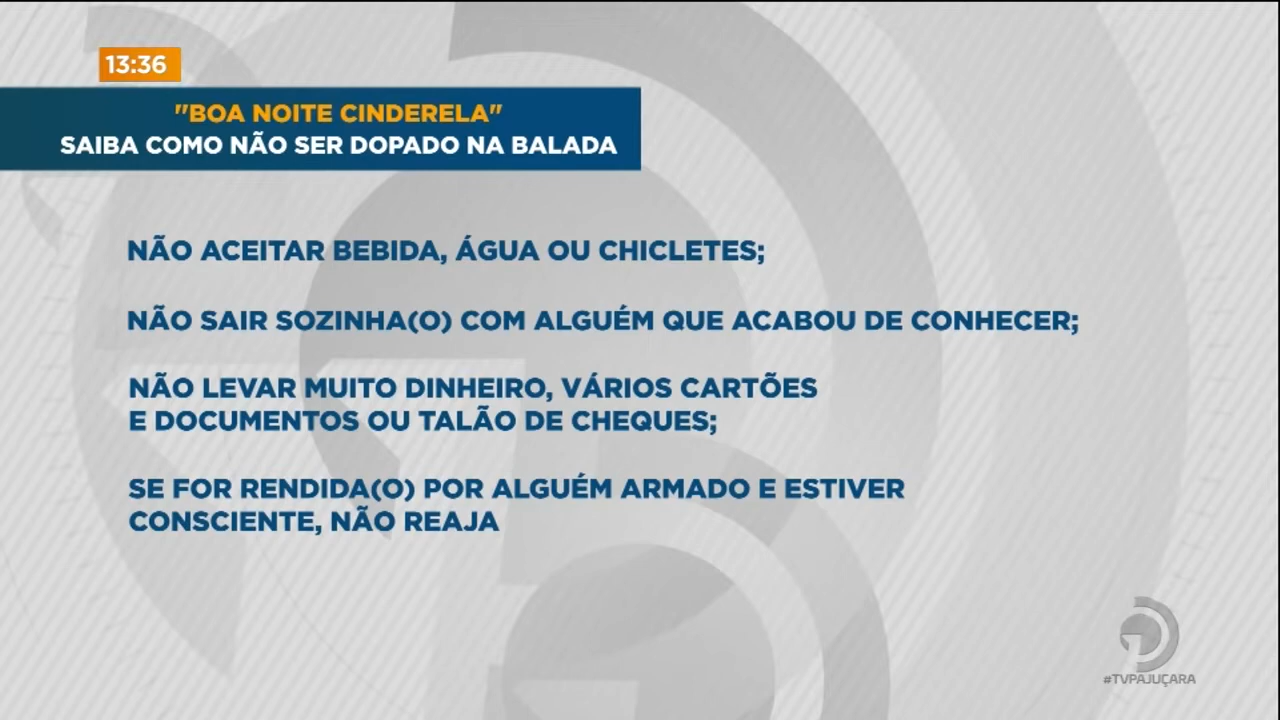 13:36
"BOA NOITE CINDERELA"
SAIBA COMO NÃO SER DOPADO NA BALADA
NÃO ACEITAR BEBIDA, ÁGUA OU CHICLETES;
NÃO SAIR SOZINHA(O) COM ALGUÉM QUE ACABOU DE CONHECER;
NÃO LEVAR MUITO DINHEIRO, VÁRIOS CARTÕES
E DOCUMENTOS OU TALÃO DE CHEQUES;
SE FOR RENDIDA(O) POR ALGUÉM ARMADO E ESTIVER
CONSCIENTE, NÃO REAJA
#TVPAJUÇARA